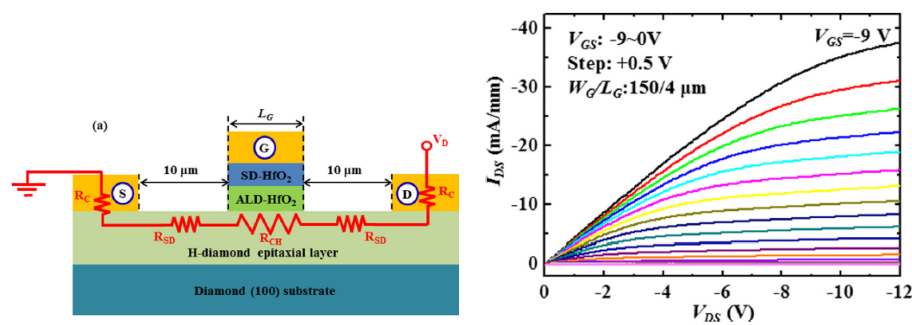 (a)
L_G
G
V_D
10 μm
10 μm
SD-HfO₂
S
D
R_C
R_C
ALD-HfO₂
R_SD
R_CH
R_SD
H-diamond epitaxial layer
Diamond (100) substrate
-40
V_GS: -9~0V
V_GS=-9 V
Step: +0.5 V
-30
W_G/L_G:150/4 μm
-20
-10
0
I_DS (mA/mm)
0 -2 -4 -6 -8 -10 -12
V_DS (V)